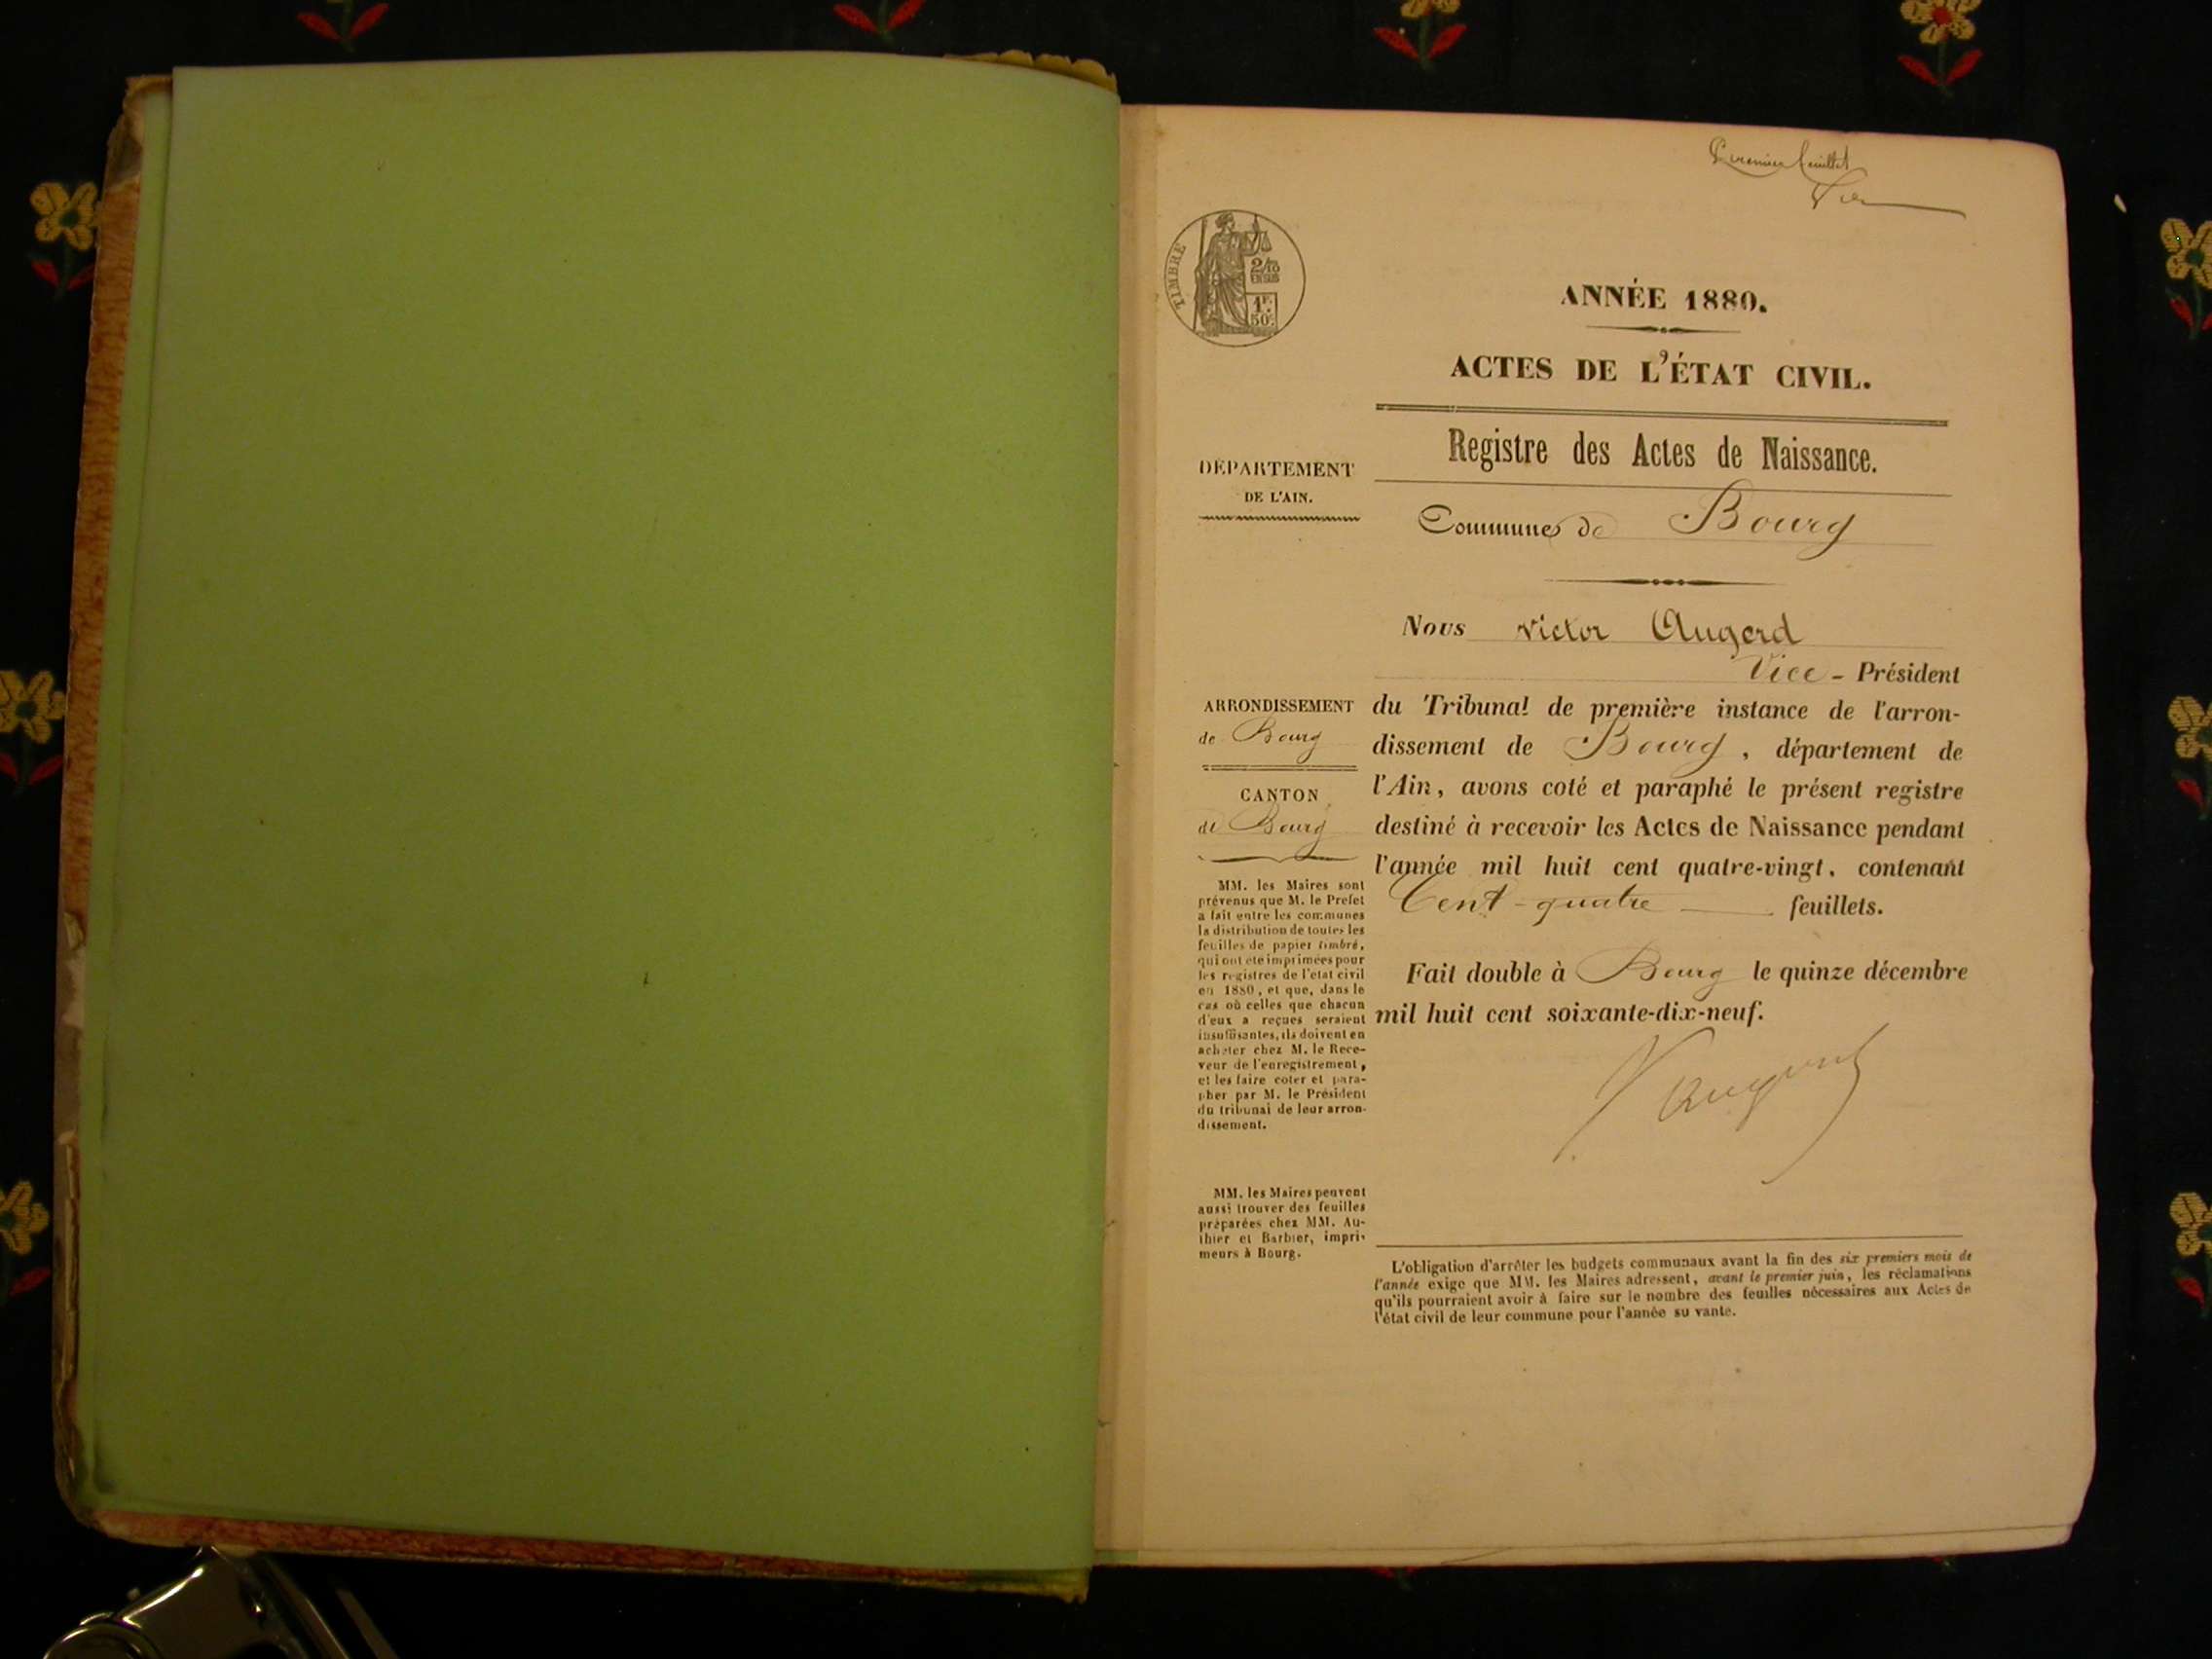 Premier feuillet
TIMBRE
2/10
EN SUS
1F.
50c.
ANNÉE 1880.
ACTES DE L'ÉTAT CIVIL.
Registre des Actes de Naissance.
DÉPARTEMENT
DE L'AIN.
Commune de Bourg
Nous Victor Augerd
Vice - Président
ARRONDISSEMENT
de Bourg
CANTON
de Bourg
du Tribunal de première instance de l'arron-
dissement de Bourg, département de
l'Ain, avons coté et paraphé le présent registre
destiné à recevoir les Actes de Naissance pendant
l'année mil huit cent quatre-vingt, contenant
Cent-quatre — feuillets.
Fait double à Bourg le quinze décembre
mil huit cent soixante-dix-neuf.
V Augerd
MM. les Maires sont
prévenus que M. le Préfet
a fait entre les communes
la distribution de toutes les
feuilles de papier timbré,
qui ont été imprimées pour
les registres de l'état civil
en 1880, et que, dans le
cas où celles que chacun
d'eux a reçues seraient
insuffisantes, ils doivent en
acheter chez M. le Rece-
veur de l'enregistrement,
et les faire coter et para-
pher par M. le Président
du tribunal de leur arron-
dissement.
MM. les Maires peuvent
aussi trouver des feuilles
préparées chez MM. Au-
thier et Barbier, impri-
meurs à Bourg.
L'obligation d'arrêter les budgets communaux avant la fin des six premiers mois de
l'année exige que MM. les Maires adressent, avant le premier juin, les réclamations
qu'ils pourraient avoir à faire sur le nombre des feuilles nécessaires aux Actes de
l'état civil de leur commune pour l'année su vante.